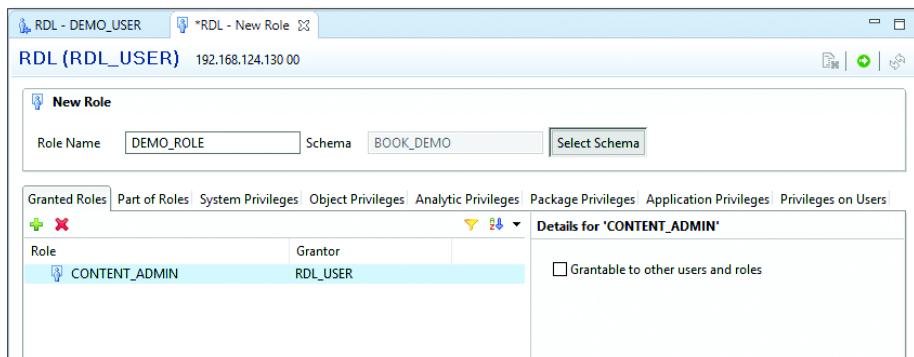 RDL - DEMO_USER *RDL - New Role
RDL (RDL_USER) 192.168.124.130 00
New Role
Role Name DEMO_ROLE Schema BOOK_DEMO Select Schema
Granted Roles Part of Roles System Privileges Object Privileges Analytic Privileges Package Privileges Application Privileges Privileges on Users
Details for 'CONTENT_ADMIN'
Role Grantor
CONTENT_ADMIN RDL_USER
Grantable to other users and roles